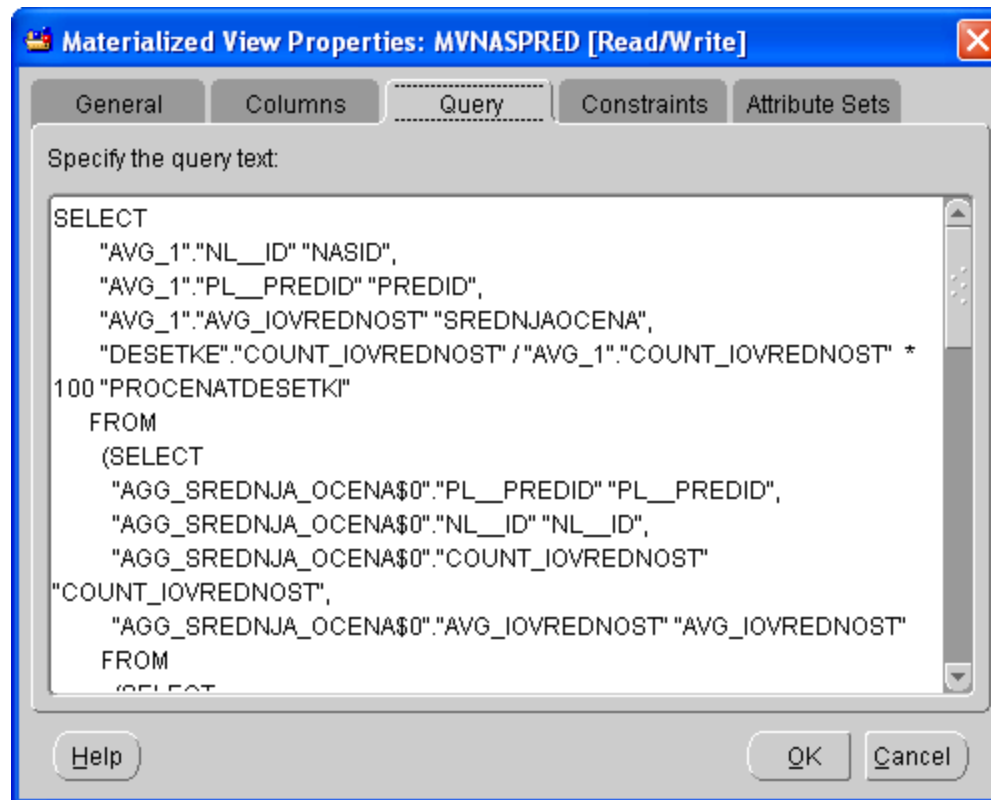 Materialized View Properties: MVNASPRED [Read/Write]
General Columns Query Constraints Attribute Sets
Specify the query text:
SELECT
"AVG_1"."NL__ID" "NASID",
"AVG_1"."PL__PREDID" "PREDID",
"AVG_1"."AVG_IOVREDNOST" "SREDNJAOCENA",
"DESETKE"."COUNT_IOVREDNOST" / "AVG_1"."COUNT_IOVREDNOST" *
100 "PROCENATDESETKI"
FROM
(SELECT
"AGG_SREDNJA_OCENA$0"."PL__PREDID" "PL__PREDID",
"AGG_SREDNJA_OCENA$0"."NL__ID" "NL__ID",
"AGG_SREDNJA_OCENA$0"."COUNT_IOVREDNOST"
"COUNT_IOVREDNOST",
"AGG_SREDNJA_OCENA$0"."AVG_IOVREDNOST" "AVG_IOVREDNOST"
FROM
(SELECT
Help OK Cancel